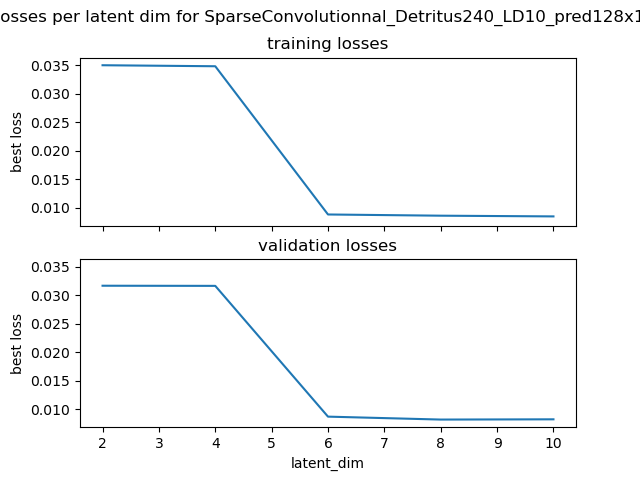 osses per latent dim for SparseConvolutionnal_Detritus240_LD10_pred128x1
training losses
0.035
0.030
0.025
0.020
0.015
0.010
best loss
validation losses
0.035
0.030
0.025
0.020
0.015
0.010
best loss
2 3 4 5 6 7 8 9 10
latent_dim